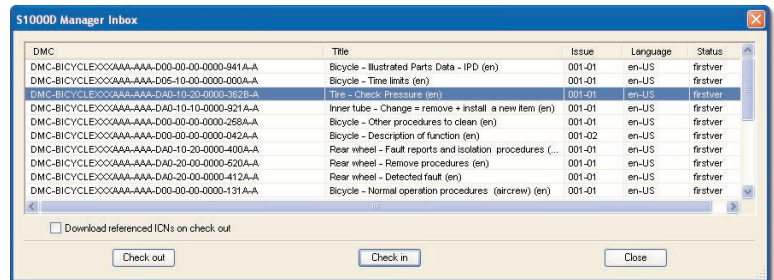 S1000D Manager Inbox
DMC Title Issue Language Status
DMC-BICYCLEXXXAAA-AAA-D00-00-00-0000-941A-A Bicycle - Illustrated Parts Data - IPD (en) 001-01 en-US firstver
DMC-BICYCLEXXXAAA-AAA-D05-10-00-0000-000A-A Bicycle - Time limits (en) 001-01 en-US firstver
DMC-BICYCLEXXXAAA-AAA-DA0-10-20-0000-362B-A Tire - Check Pressure (en) 001-01 en-US firstver
DMC-BICYCLEXXXAAA-AAA-DA0-10-10-0000-921A-A Inner tube - Change = remove + install a new item (en) 001-01 en-US firstver
DMC-BICYCLEXXXAAA-AAA-D00-00-00-0000-258A-A Bicycle - Other procedures to clean (en) 001-01 en-US firstver
DMC-BICYCLEXXXAAA-AAA-D00-00-00-0000-042A-A Bicycle - Description of function (en) 001-02 en-US firstver
DMC-BICYCLEXXXAAA-AAA-DA0-10-20-0000-400A-A Rear wheel - Fault reports and isolation procedures (... 001-01 en-US firstver
DMC-BICYCLEXXXAAA-AAA-DA0-20-00-0000-520A-A Rear wheel - Remove procedures (en) 001-01 en-US firstver
DMC-BICYCLEXXXAAA-AAA-DA0-20-00-0000-412A-A Rear wheel - Detected fault (en) 001-01 en-US firstver
DMC-BICYCLEXXXAAA-AAA-D00-00-00-0000-131A-A Bicycle - Normal operation procedures (aircrew) (en) 001-01 en-US firstver
Download referenced ICNs on check out
Check out Check in Close